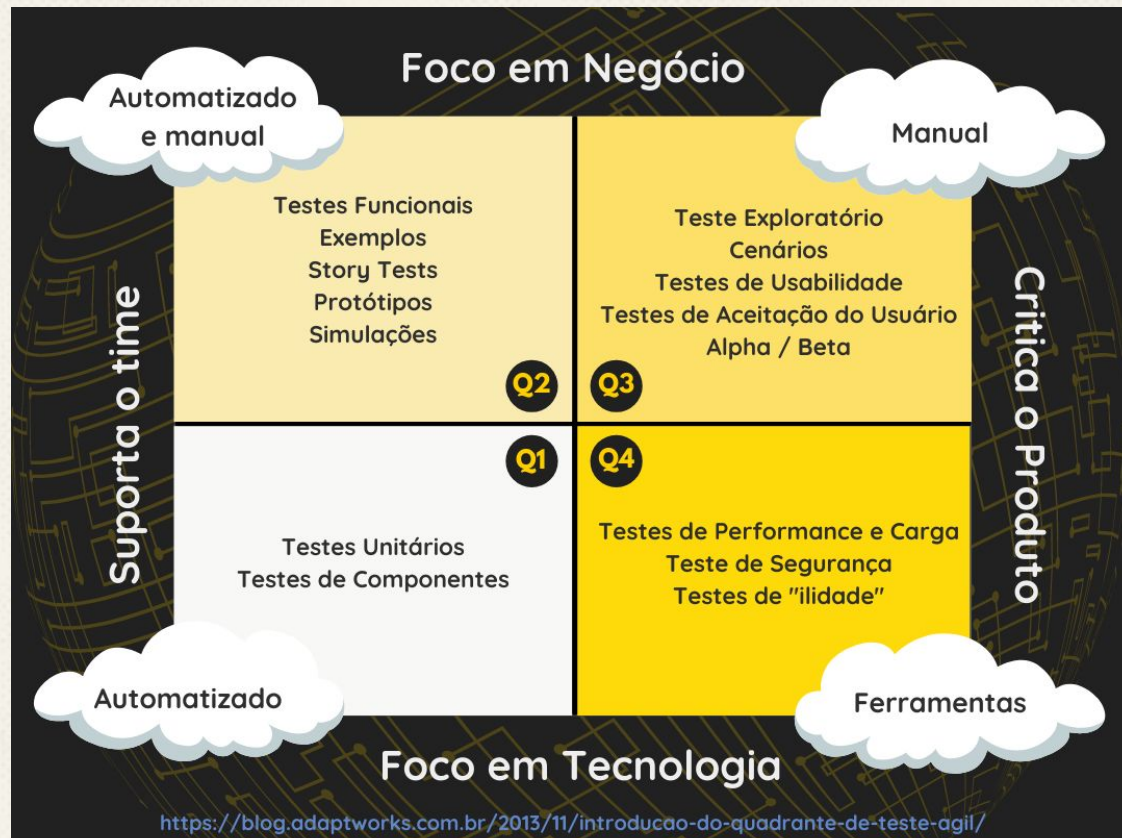 Foco em Negócio
Automatizado
e manual
Manual
Testes Funcionais
Exemplos
Story Tests
Protótipos
Simulações
Q2
Teste Exploratório
Cenários
Testes de Usabilidade
Testes de Aceitação do Usuário
Alpha / Beta
Q3
Suporta o time
Critica o Produto
Q1
Testes Unitários
Testes de Componentes
Q4
Testes de Performance e Carga
Teste de Segurança
Testes de "ilidade"
Automatizado
Ferramentas
Foco em Tecnologia
https://blog.adaptworks.com.br/2013/11/introducao-do-quadrante-de-teste-agil/